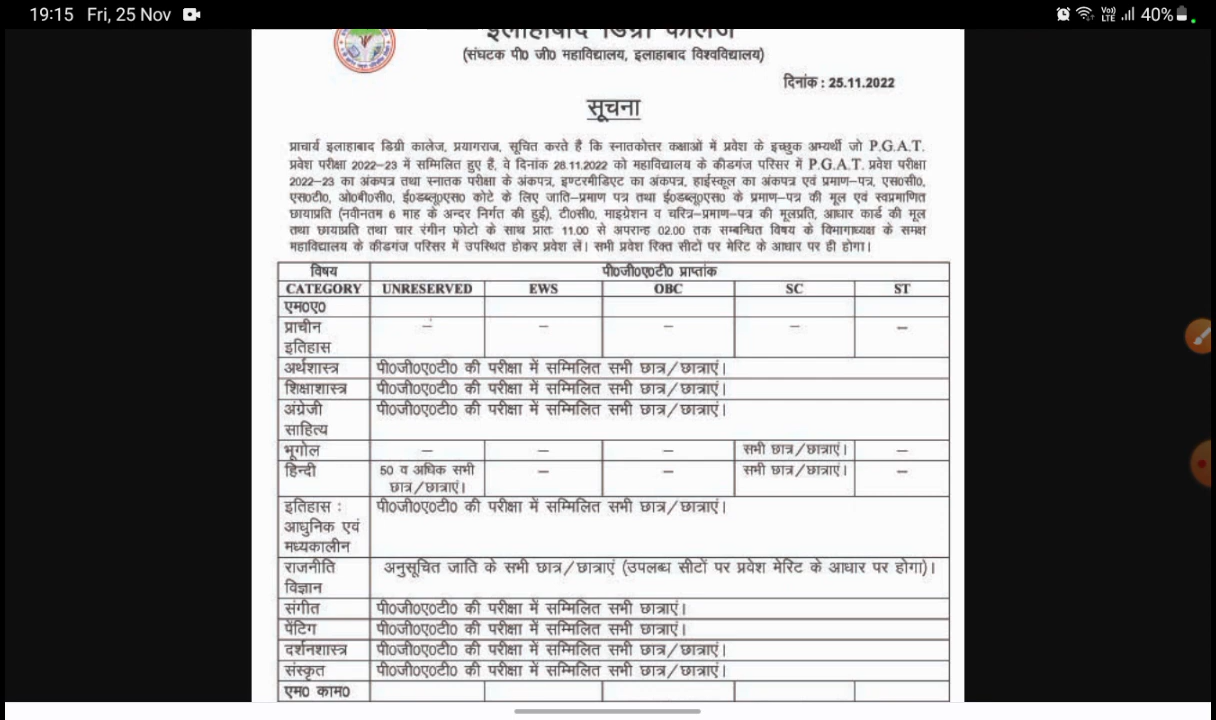 19:15 Fri, 25 Nov
Vo) LTE 40%
इलाहाबाद डिग्री कालेज
(संघटक पी0 जी0 महाविद्यालय, इलाहाबाद विश्वविद्यालय)
दिनांक : 25.11.2022
सूचना
प्राचार्य इलाहाबाद डिग्री कालेज, प्रयागराज, सूचित करते हैं कि स्नातकोत्तर कक्षाओं में प्रवेश के इच्छुक अभ्यर्थी जो P.G.A.T.
प्रवेश परीक्षा 2022-23 में सम्मिलित हुए है, वे दिनांक 28.11.2022 को महाविद्यालय के कीडगंज परिसर में P.G.A.T. प्रवेश परीक्षा
2022-23 का अंकपत्र तथा स्नातक परीक्षा के अंकपत्र, इण्टरमीडिएट का अंकपत्र, हाईस्कूल का अंकपत्र एवं प्रमाण-पत्र, एस0सी0,
एस0टी0, ओ0बी0सी0, ई0डब्लू0एस0 कोटे के लिए जाति-प्रमाण पत्र तथा ई0डब्लू0एस0 के प्रमाण-पत्र की मूल एवं स्वप्रमाणित
छायाप्रति (नवीनतम 6 माह के अन्दर निर्गत की हुई), टी0सी0, माइग्रेशन व चरित्र-प्रमाण-पत्र की मूलप्रति, आधार कार्ड की मूल
तथा छायाप्रति तथा चार रंगीन फोटो के साथ प्रातः 11.00 से अपरान्ह 02.00 तक सम्बन्धित विषय के विभागाध्यक्ष के समक्ष
महाविद्यालय के कीडगंज परिसर में उपस्थित होकर प्रवेश लें। सभी प्रवेश रिक्त सीटों पर मेरिट के आधार पर ही होगा।
विषय पी0जी0ए0टी0 प्राप्तांक
CATEGORY UNRESERVED EWS OBC SC ST
एम0ए0
प्राचीन – – – – –
इतिहास
अर्थशास्त्र पी0जी0ए0टी0 की परीक्षा में सम्मिलित सभी छात्र/छात्राएं।
शिक्षाशास्त्र पी0जी0ए0टी0 की परीक्षा में सम्मिलित सभी छात्र/छात्राएं।
अंग्रेजी पी0जी0ए0टी0 की परीक्षा में सम्मिलित सभी छात्र/छात्राएं।
साहित्य
भूगोल – – – सभी छात्र/छात्राएं। –
हिन्दी 50 व अधिक सभी – – सभी छात्र/छात्राएं। –
छात्र/छात्राएं।
इतिहास : पी0जी0ए0टी0 की परीक्षा में सम्मिलित सभी छात्र/छात्राएं।
आधुनिक एवं
मध्यकालीन
राजनीति अनुसूचित जाति के सभी छात्र/छात्राएं (उपलब्ध सीटों पर प्रवेश मेरिट के आधार पर होगा)।
विज्ञान
संगीत पी0जी0ए0टी0 की परीक्षा में सम्मिलित सभी छात्राएं।
पेंटिग पी0जी0ए0टी0 की परीक्षा में सम्मिलित सभी छात्राएं।
दर्शनशास्त्र पी0जी0ए0टी0 की परीक्षा में सम्मिलित सभी छात्र/छात्राएं।
संस्कृत पी0जी0ए0टी0 की परीक्षा में सम्मिलित सभी छात्र/छात्राएं।
एम0 काम0